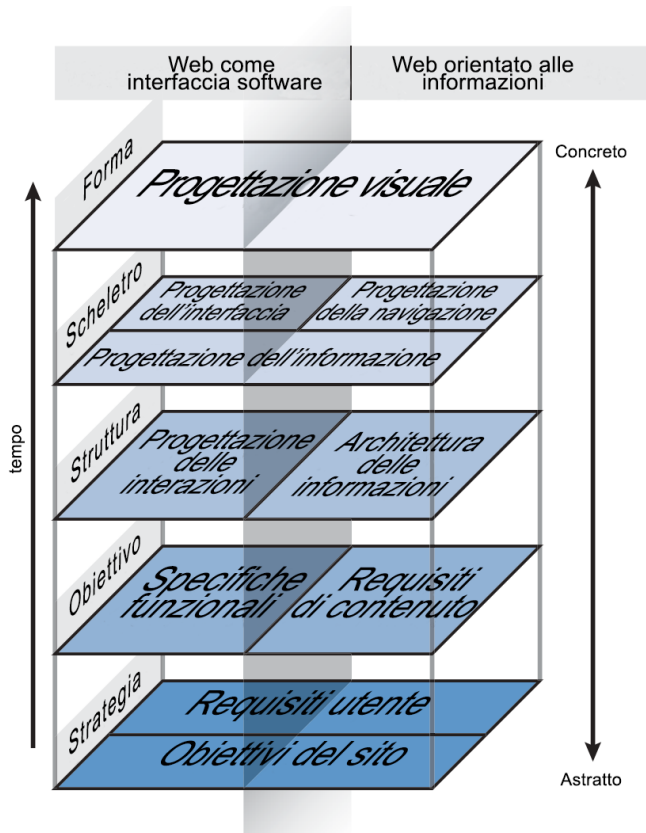 Web come
interfaccia software
Web orientato alle
informazioni
Concreto
Forma
Progettazione visuale
Scheletro
Progettazione
dell'interfaccia
Progettazione
della navigazione
Progettazione dell'informazione
tempo
Struttura
Progettazione
delle
interazioni
Architettura
delle
informazioni
Obiettivo
Specifiche
funzionali
Requisiti
di contenuto
Strategia
Requisiti utente
Obiettivi del sito
Astratto